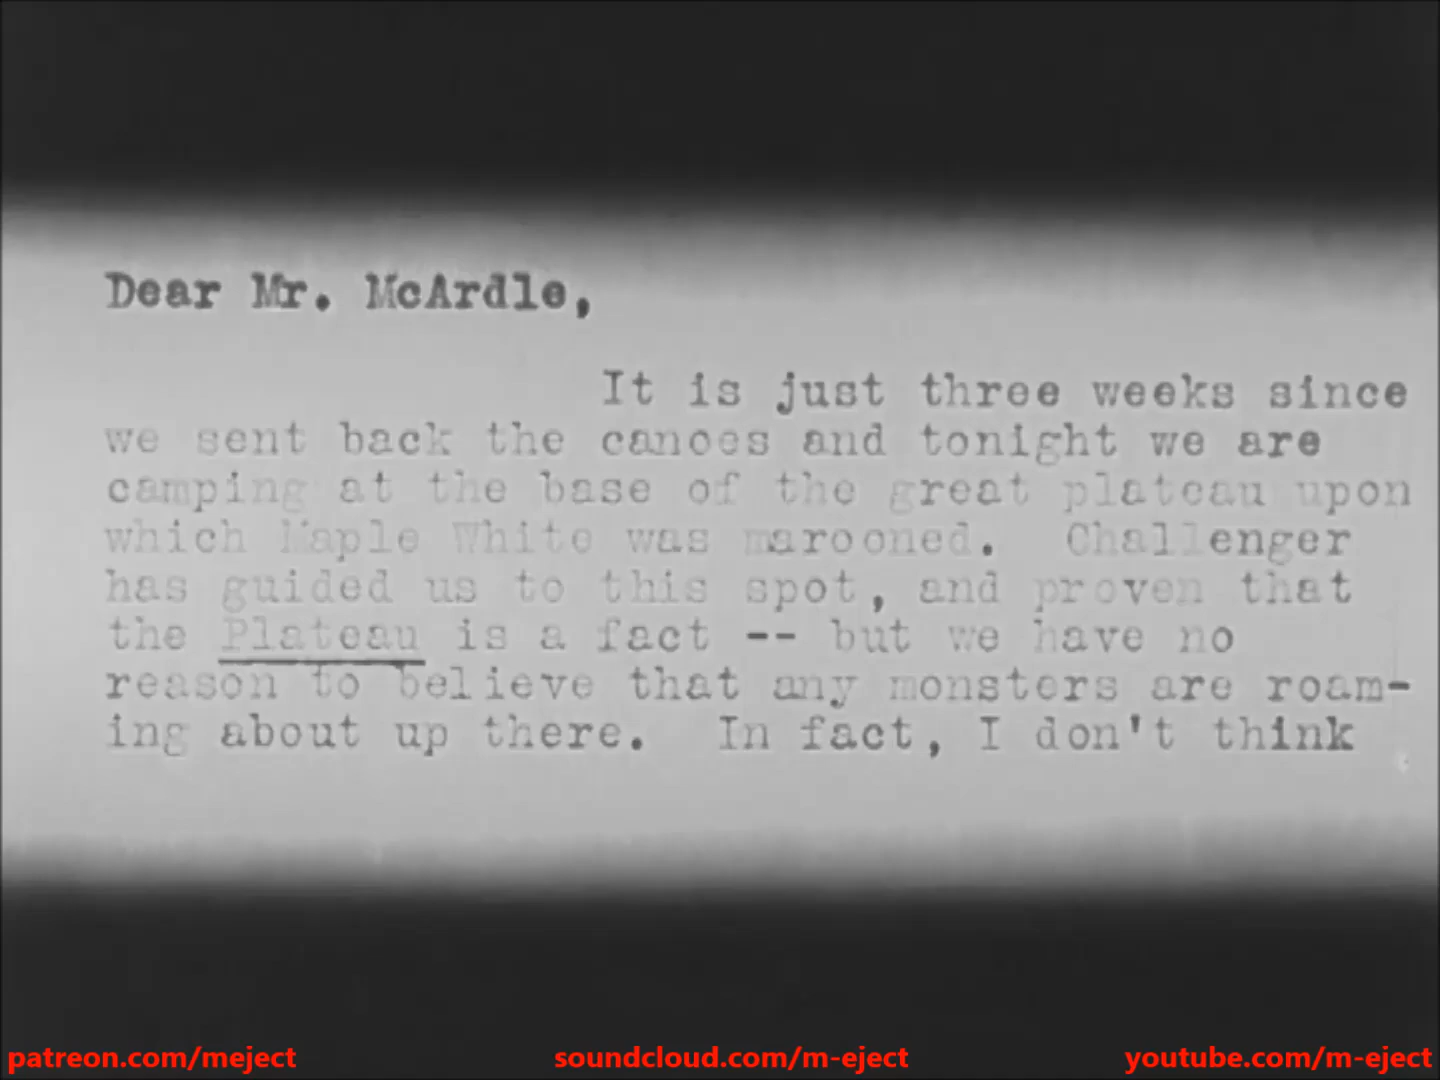 Dear Mr. McArdle,
It is just three weeks since
we sent back the canoes and tonight we are
camping at the base of the great plateau upon
which Maple White was marooned. Challenger
has guided us to this spot, and proven that
the Plateau is a fact -- but we have no
reason to believe that any monsters are roam-
ing about up there. In fact, I don't think
patreon.com/meject
soundcloud.com/m-eject
youtube.com/m-eject